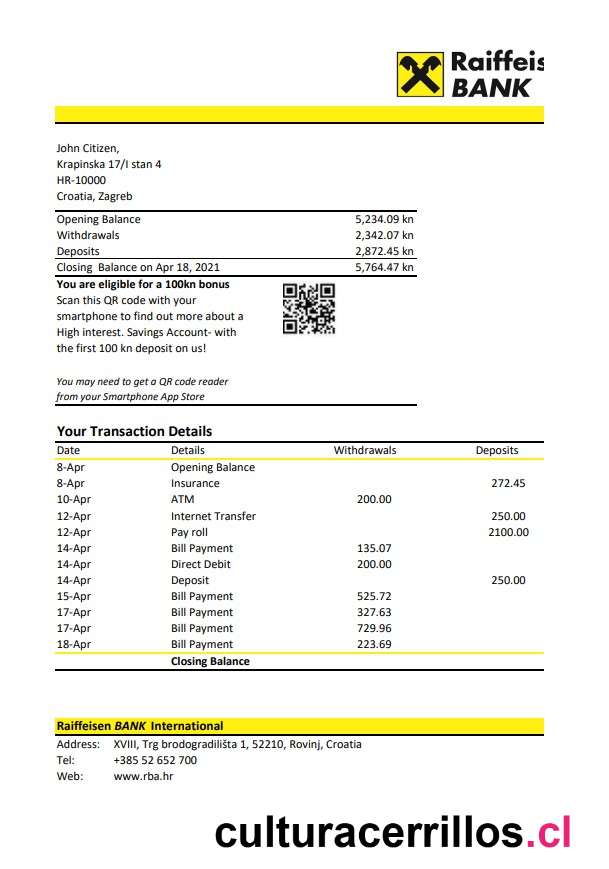 Raiffeis
BANK
John Citizen,
Krapinska 17/I stan 4
HR-10000
Croatia, Zagreb
Opening Balance 5,234.09 kn
Withdrawals 2,342.07 kn
Deposits 2,872.45 kn
Closing Balance on Apr 18, 2021 5,764.47 kn
You are eligible for a 100kn bonus
Scan this QR code with your
smartphone to find out more about a
High interest. Savings Account- with
the first 100 kn deposit on us!
You may need to get a QR code reader
from your Smartphone App Store
Your Transaction Details
Date Details Withdrawals Deposits
8-Apr Opening Balance
8-Apr Insurance 272.45
10-Apr ATM 200.00
12-Apr Internet Transfer 250.00
12-Apr Pay roll 2100.00
14-Apr Bill Payment 135.07
14-Apr Direct Debit 200.00
14-Apr Deposit 250.00
15-Apr Bill Payment 525.72
17-Apr Bill Payment 327.63
17-Apr Bill Payment 729.96
18-Apr Bill Payment 223.69
Closing Balance
Raiffeisen BANK International
Address: XVIII, Trg brodogradilišta 1, 52210, Rovinj, Croatia
Tel: +385 52 652 700
Web: www.rba.hr
culturacerrillos.cl